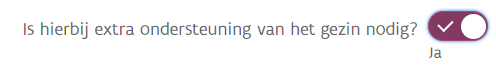 Is hierbij extra ondersteuning van het gezin nodig?
Ja